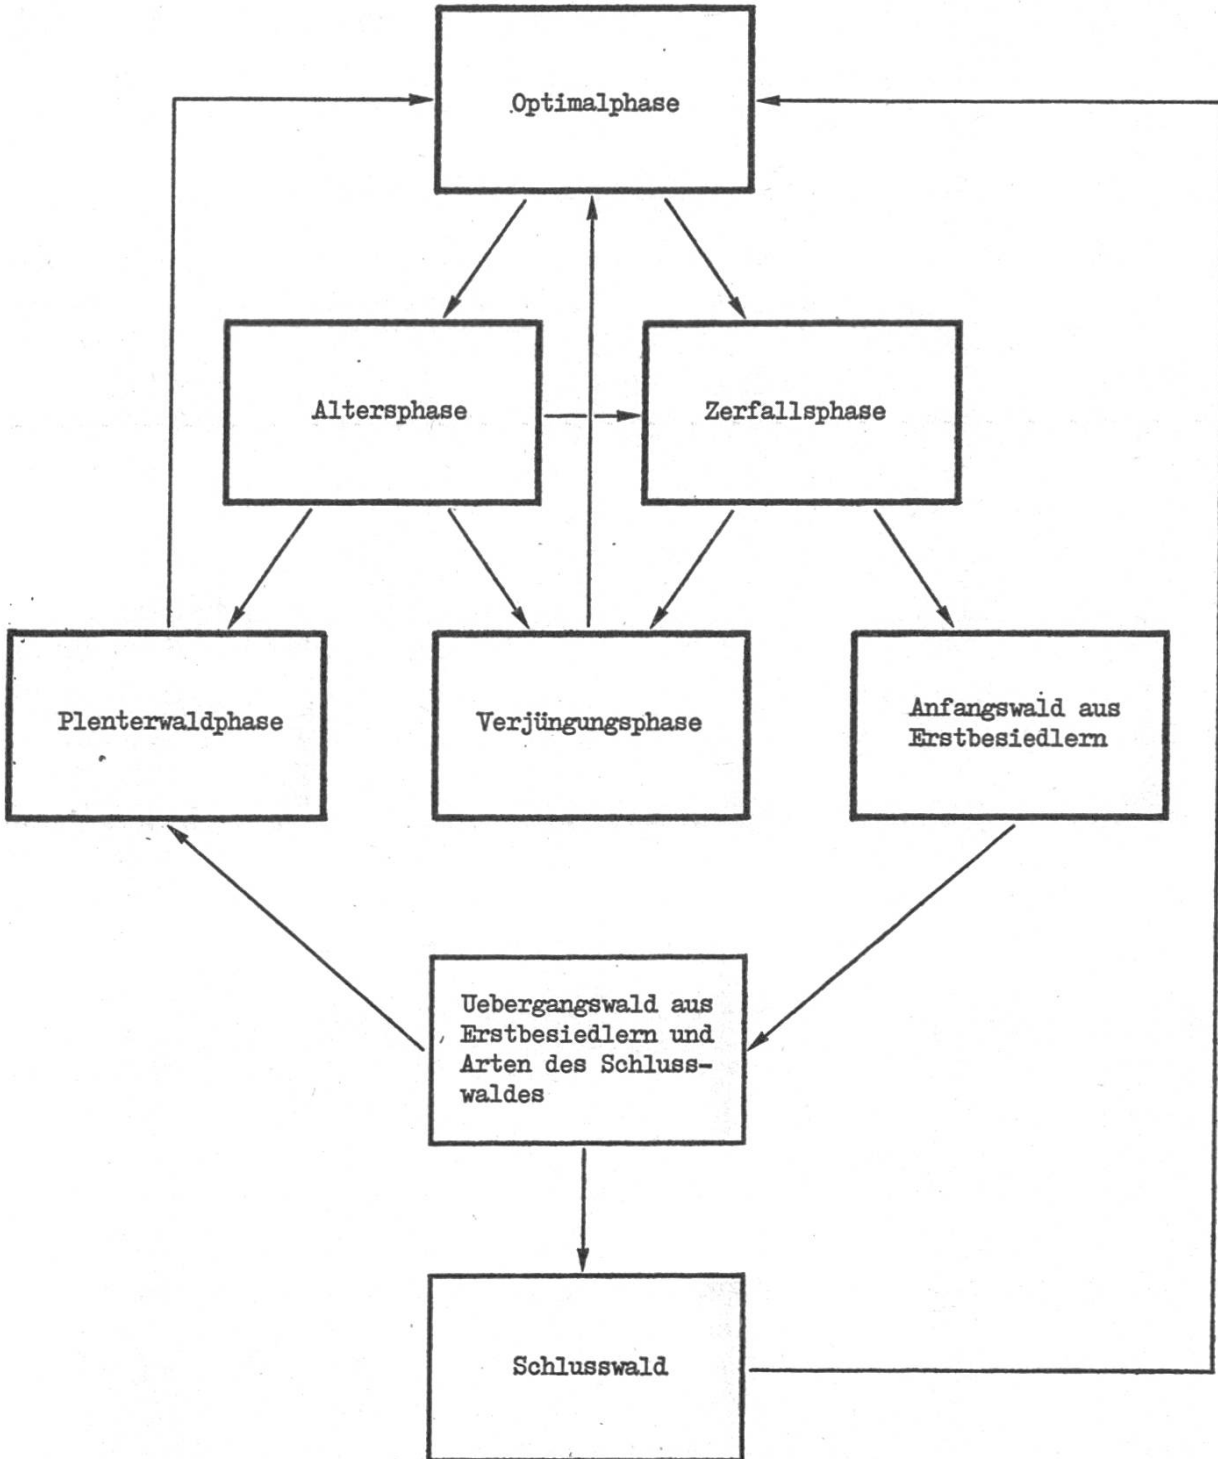 Optimalphase
Altersphase
Zerfallsphase
Plenterwaldphase
Verjüngungsphase
Anfangswald aus
Erstbesiedlern
Uebergangswald aus
Erstbesiedlern und
Arten des Schluss-
waldes
Schlusswald